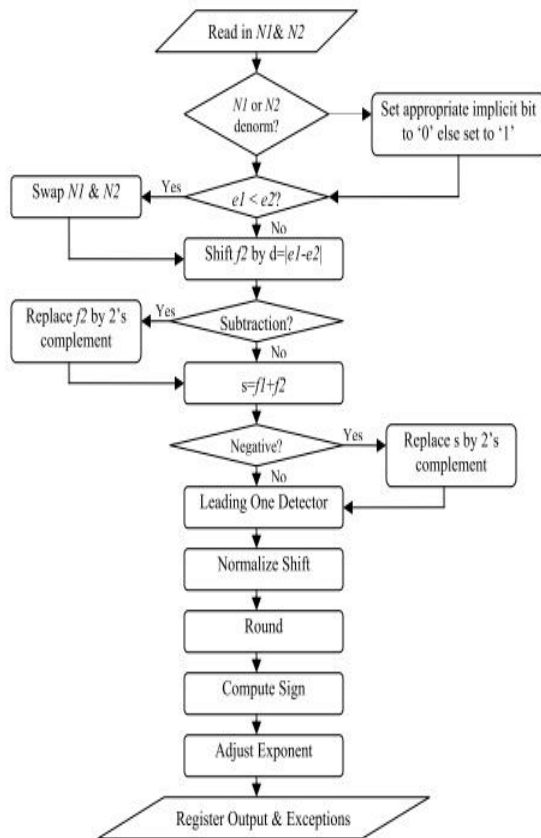 Read in N1& N2
N1 or N2
denorm?
Set appropriate implicit bit
to ‘0’ else set to ‘1’
Swap N1 & N2
Yes
e1 < e2?
No
Shift f2 by d=|e1-e2|
Replace f2 by 2’s
complement
Yes
Subtraction?
No
s=f1+f2
Negative?
Yes
Replace s by 2’s
complement
No
Leading One Detector
Normalize Shift
Round
Compute Sign
Adjust Exponent
Register Output & Exceptions